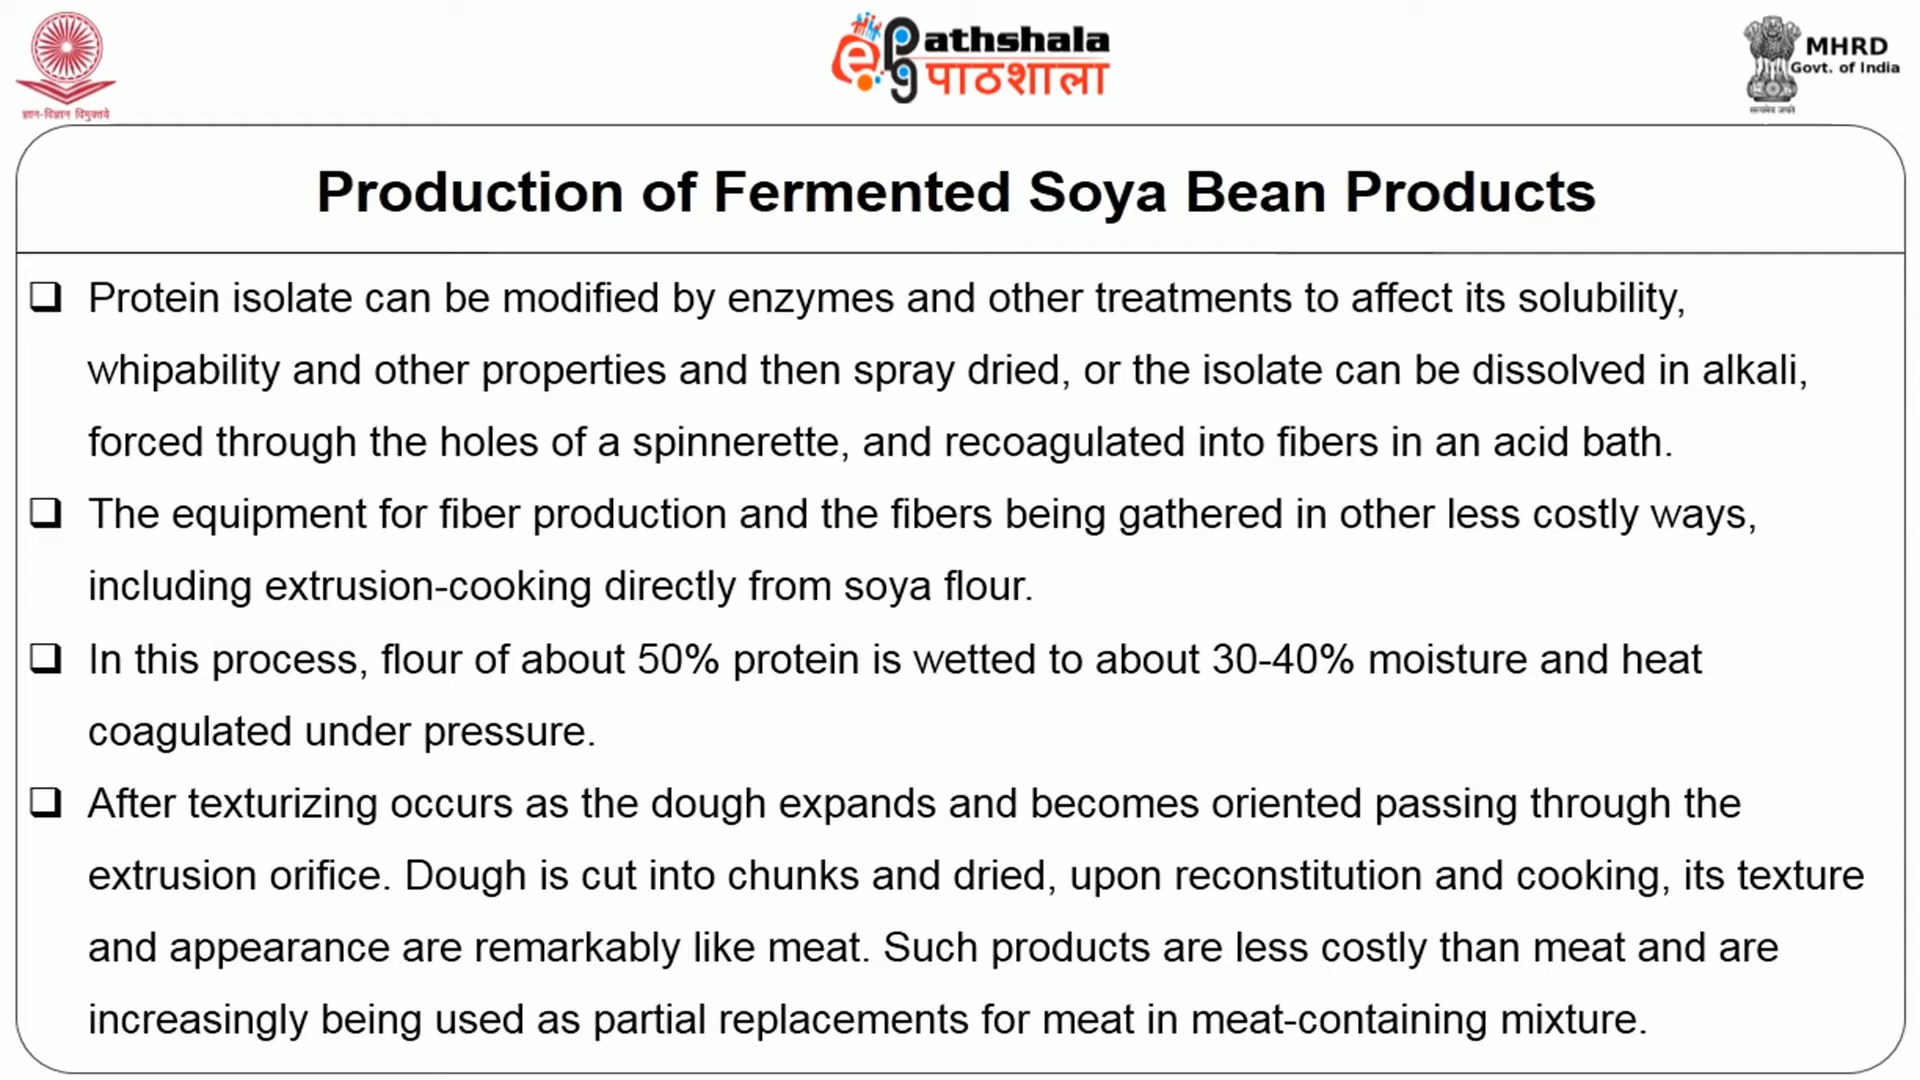 ज्ञान-विज्ञान विमुक्तये
e
pg
athshala
पाठशाला
MHRD
Govt. of India
सत्यमेव जयते
Production of Fermented Soya Bean Products
❑ Protein isolate can be modified by enzymes and other treatments to affect its solubility,
whipability and other properties and then spray dried, or the isolate can be dissolved in alkali,
forced through the holes of a spinnerette, and recoagulated into fibers in an acid bath.
❑ The equipment for fiber production and the fibers being gathered in other less costly ways,
including extrusion-cooking directly from soya flour.
❑ In this process, flour of about 50% protein is wetted to about 30-40% moisture and heat
coagulated under pressure.
❑ After texturizing occurs as the dough expands and becomes oriented passing through the
extrusion orifice. Dough is cut into chunks and dried, upon reconstitution and cooking, its texture
and appearance are remarkably like meat. Such products are less costly than meat and are
increasingly being used as partial replacements for meat in meat-containing mixture.